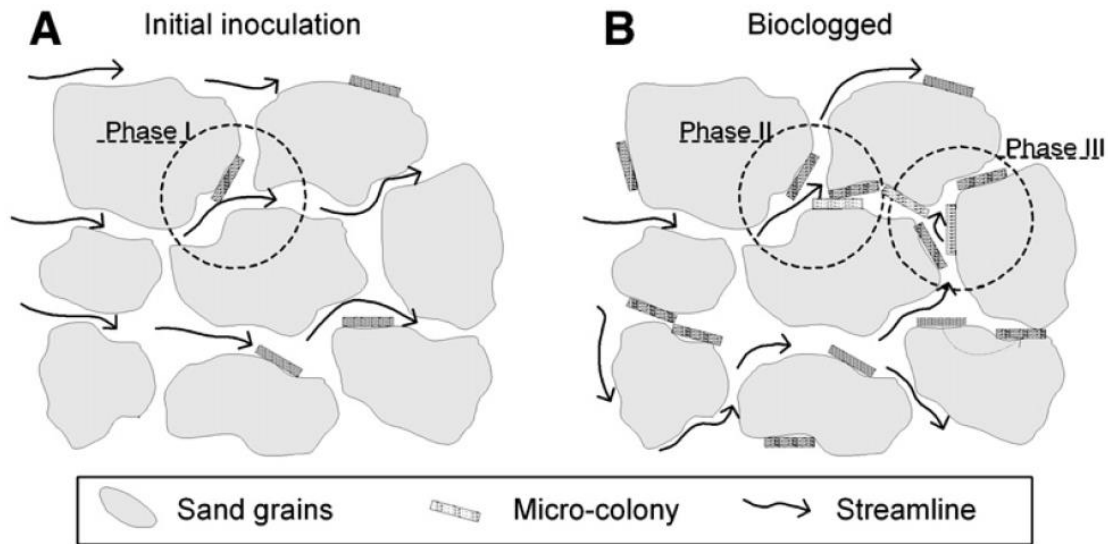 A Initial inoculation
B Bioclogged
Phase I
Phase II
Phase III
Sand grains
Micro-colony
Streamline